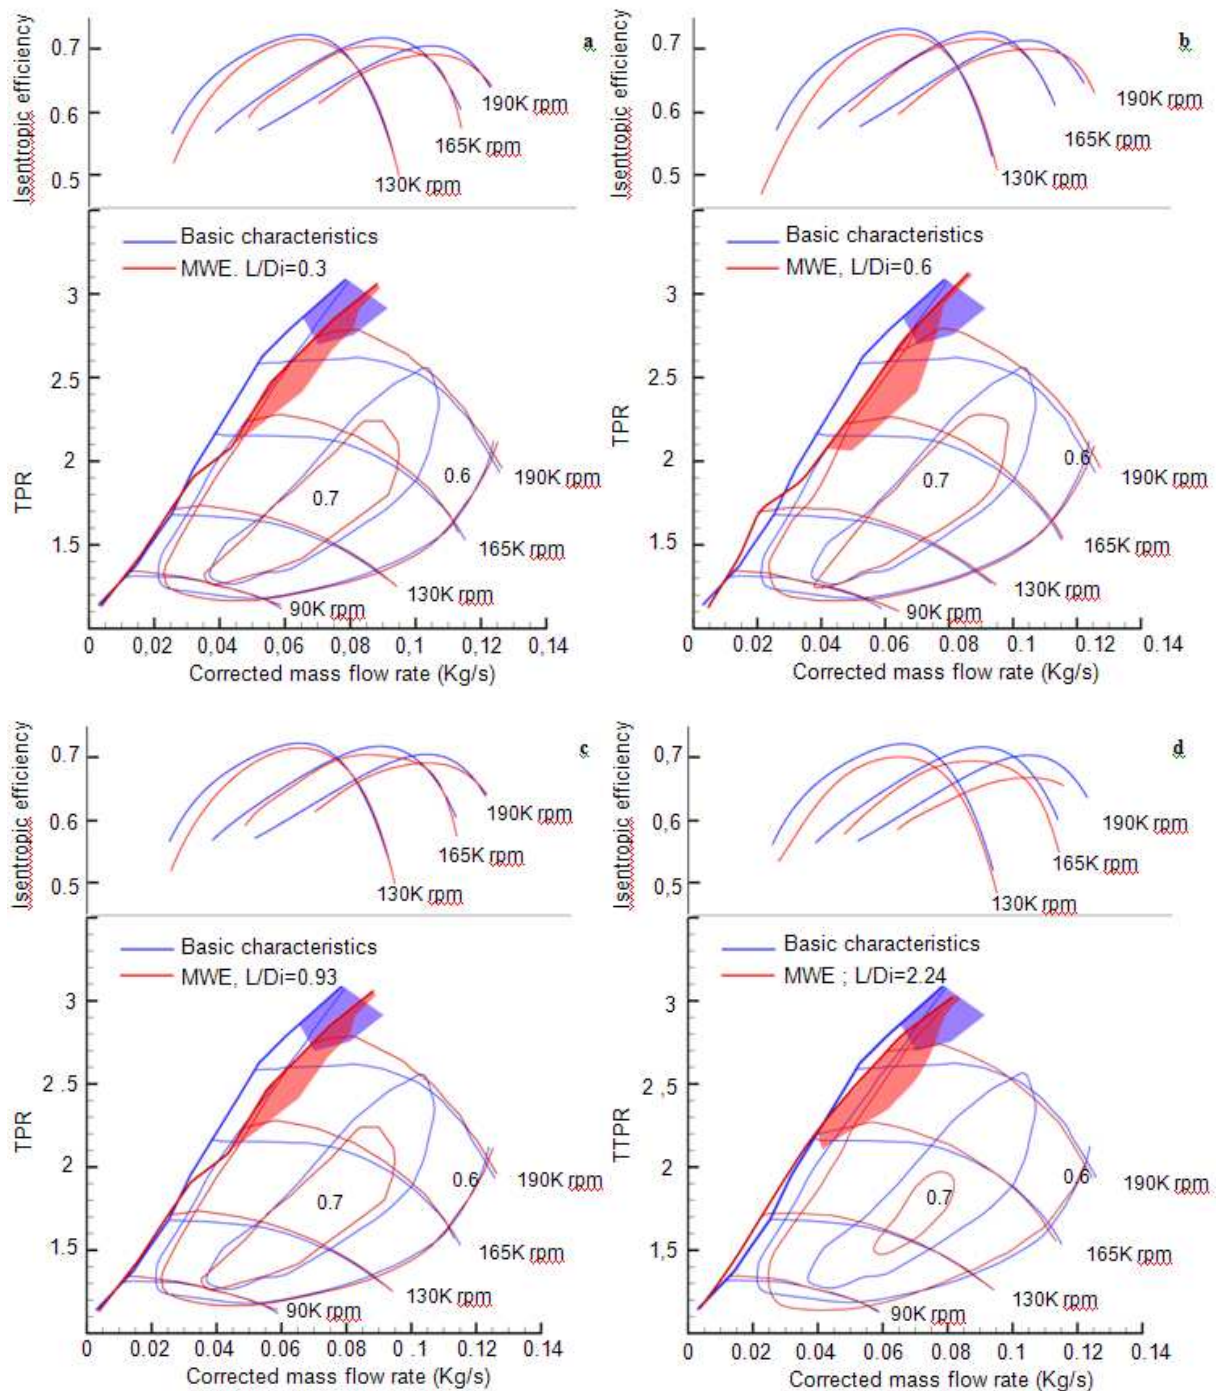 Isentropic efficiency
0.7
0.6
0.5
a
190K rpm
165K rpm
130K rpm
Basic characteristics
MWE. L/Di=0.3
TPR
3
2.5
2
1.5
0.7
0.6
190K rpm
165K rpm
130K rpm
90K rpm
0 0.02 0.04 0.06 0,08 0,1 0,12 0,14
Corrected mass flow rate (Kg/s)
Isentropic efficiency
0.7
0.6
0.5
b
190K rpm
165K rpm
130K rpm
Basic characteristics
MWE, L/Di=0.6
TPR
3
2.5
2
1.5
0.7
0.6
190K rpm
165K rpm
130K rpm
90K rpm
0 0.02 0.04 0.06 0.08 0.1 0.12 0.14
Corrected mass flow rate (Kg/s)
Isentropic efficiency
0.7
0.6
0.5
c
190K rpm
165K rpm
130K rpm
Basic characteristics
MWE, L/Di=0.93
TPR
3
2.5
2
1.5
0.7
0.6
190K rpm
165K rpm
130K rpm
90K rpm
0 0.02 0.04 0.06 0.08 0.1 0.12 0.14
Corrected mass flow rate (Kg/s)
Isentropic efficiency
0.7
0,6
0,5
d
190K rpm
165K rpm
130K rpm
Basic characteristics
MWE ; L/Di=2.24
TTPR
3
2 ,5
2
1,5
0.7
0.6
190K rpm
165K rpm
130K rpm
90K rpm
0 0.02 0.04 0.06 0.08 0.1 0.12 0.14
Corrected mass flow rate (Kg/s)